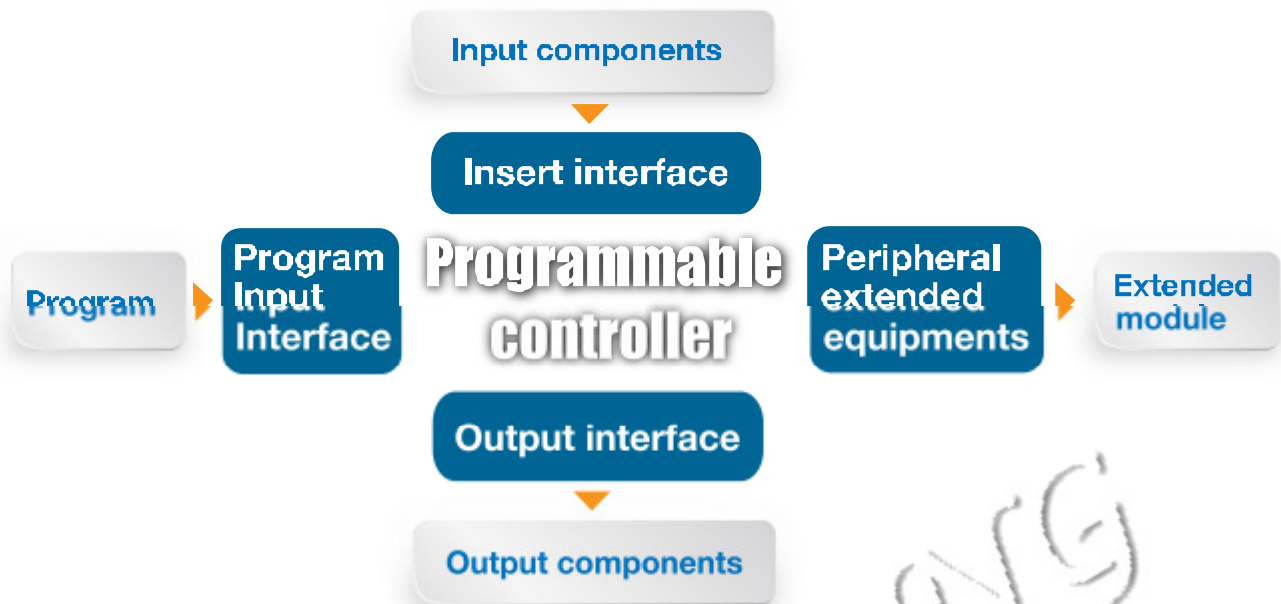 Input components
Insert interface
Program
Program
Input
Interface
Programmable
controller
Peripheral
extended
equipments
Extended
module
Output interface
Output components